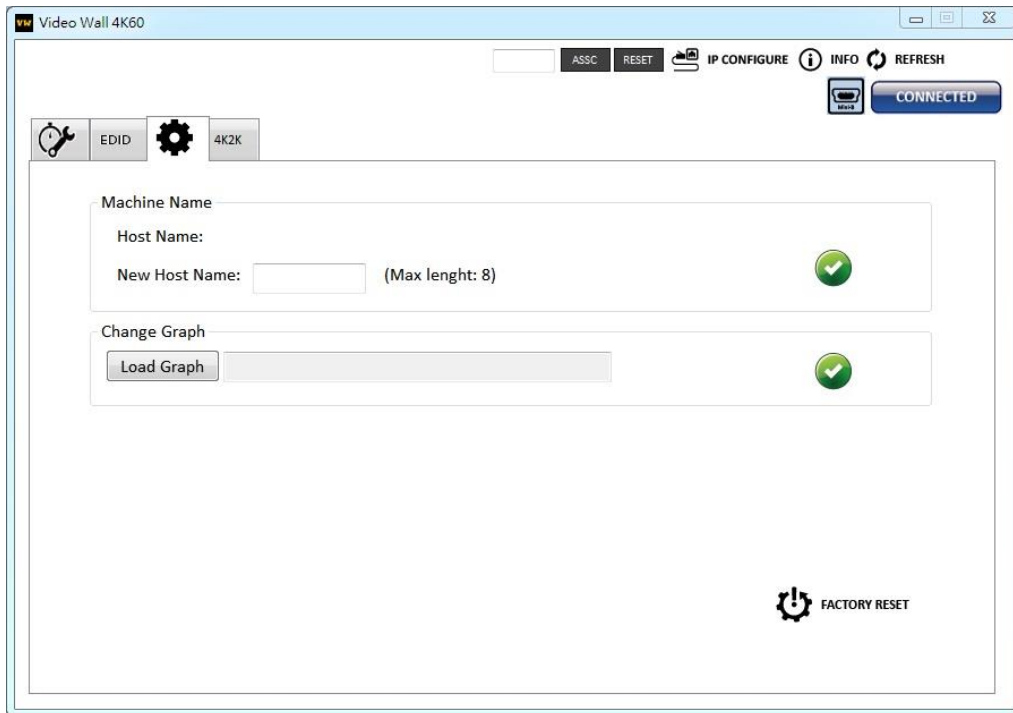 VW Video Wall 4K60
ASSC RESET IP CONFIGURE INFO REFRESH
Mini-B CONNECTED
EDID 4K2K
Machine Name
Host Name:
New Host Name: (Max lenght: 8)
Change Graph
Load Graph
FACTORY RESET